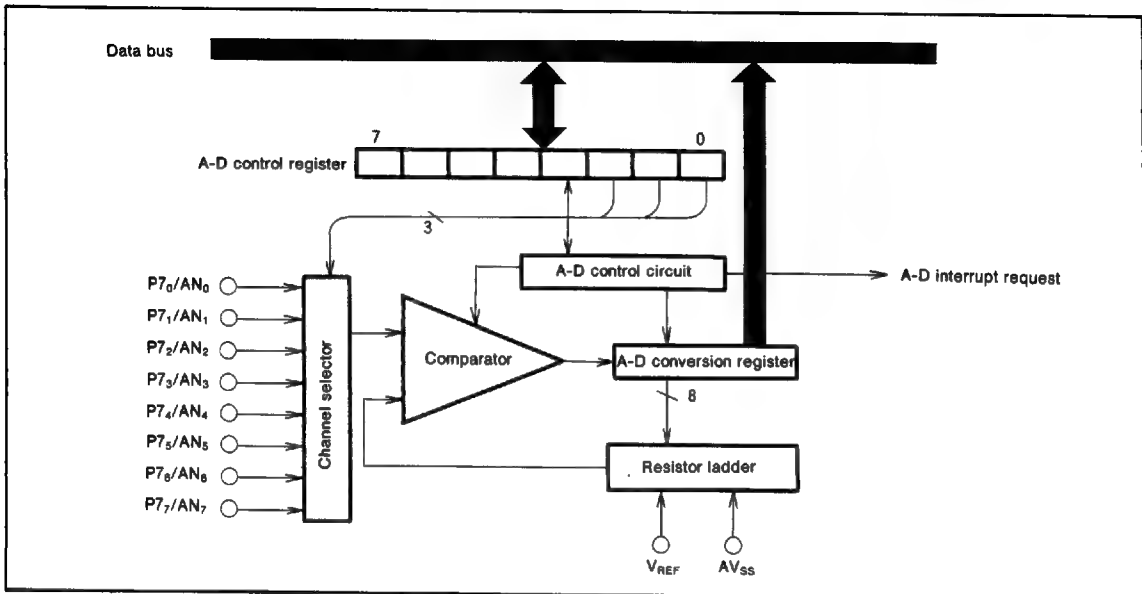 Data bus
7 0
A-D control register
3
A-D control circuit
A-D interrupt request
P7₀/AN₀
P7₁/AN₁
P7₂/AN₂
P7₃/AN₃
P7₄/AN₄
P7₅/AN₅
P7₆/AN₆
P7₇/AN₇
Channel selector
Comparator
A-D conversion register
8
Resistor ladder
VREF AVSS